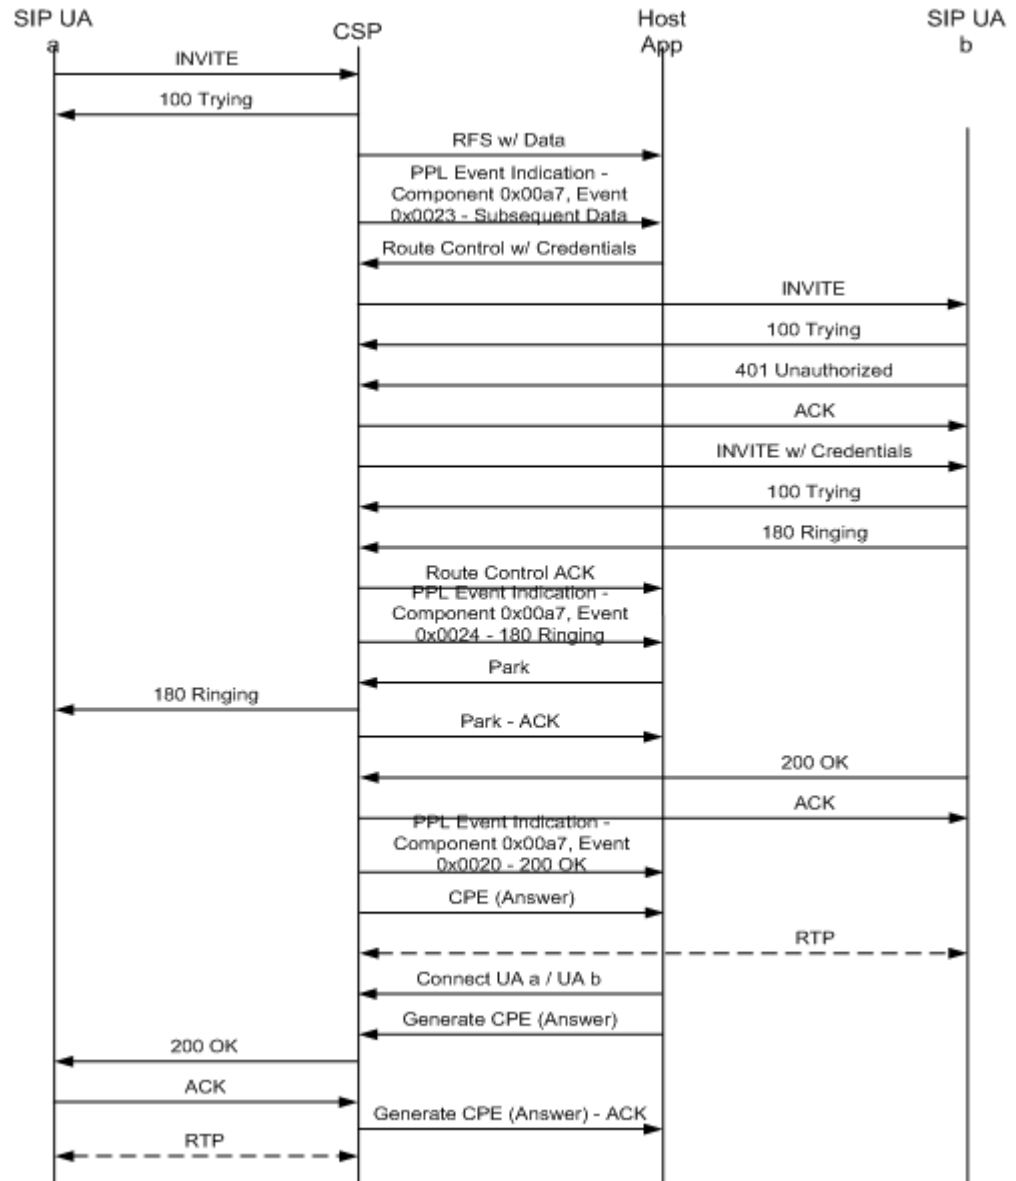 SIP UA
a
CSP
Host
App
SIP UA
b
INVITE
100 Trying
RFS w/ Data
PPL Event Indication -
Component 0x00a7, Event
0x0023 - Subsequent Data
Route Control w/ Credentials
INVITE
100 Trying
401 Unauthorized
ACK
INVITE w/ Credentials
100 Trying
180 Ringing
Route Control ACK
PPL Event Indication -
Component 0x00a7, Event
0x0024 - 180 Ringing
Park
180 Ringing
Park - ACK
200 OK
ACK
PPL Event Indication -
Component 0x00a7, Event
0x0020 - 200 OK
CPE (Answer)
RTP
Connect UA a / UA b
Generate CPE (Answer)
200 OK
ACK
Generate CPE (Answer) - ACK
RTP